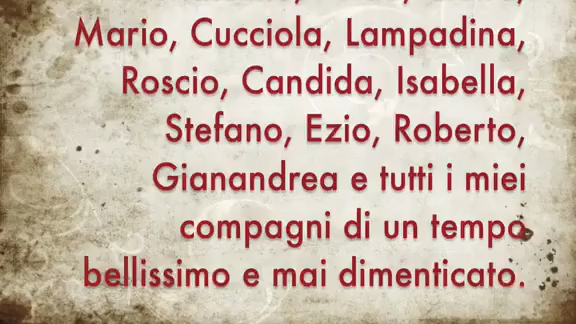 Mario, Cucciola, Lampadina,
Roscio, Candida, Isabella,
Stefano, Ezio, Roberto,
Gianandrea e tutti i miei
compagni di un tempo
bellissimo e mai dimenticato.